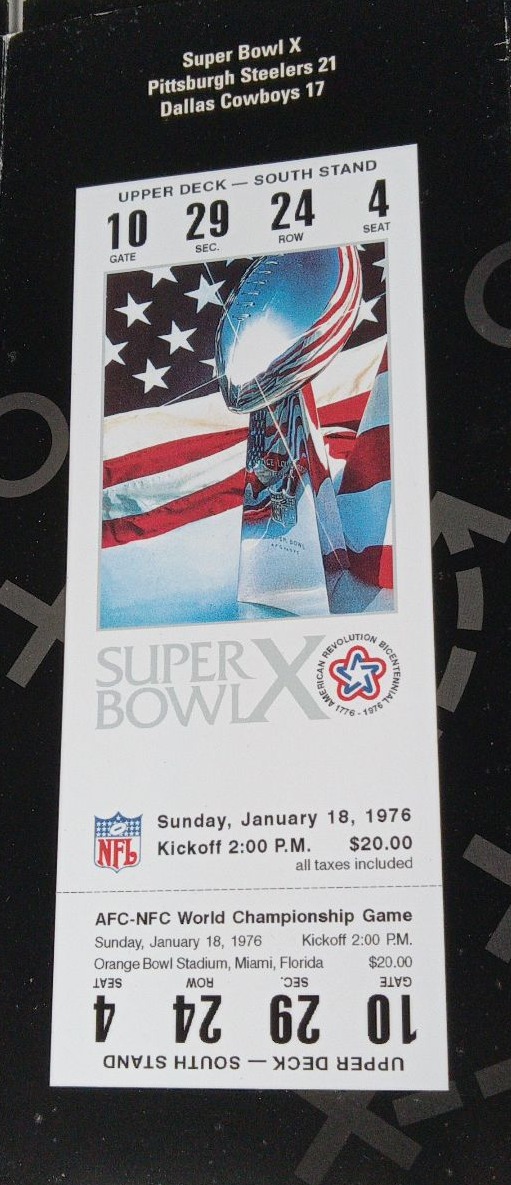 Super Bowl X
Pittsburgh Steelers 21
Dallas Cowboys 17
UPPER DECK — SOUTH STAND
10 29 24 4
GATE SEC. ROW SEAT
SUPER BOWL X
AMERICAN REVOLUTION BICENTENNIAL
1776-1976
NFL
Sunday, January 18, 1976
Kickoff 2:00 P.M. $20.00
all taxes included
AFC-NFC World Championship Game
Sunday, January 18, 1976 Kickoff 2:00 P.M.
Orange Bowl Stadium, Miami, Florida $20.00
UPPER DECK — SOUTH STAND
10 29 24 4
GATE SEC. ROW SEAT